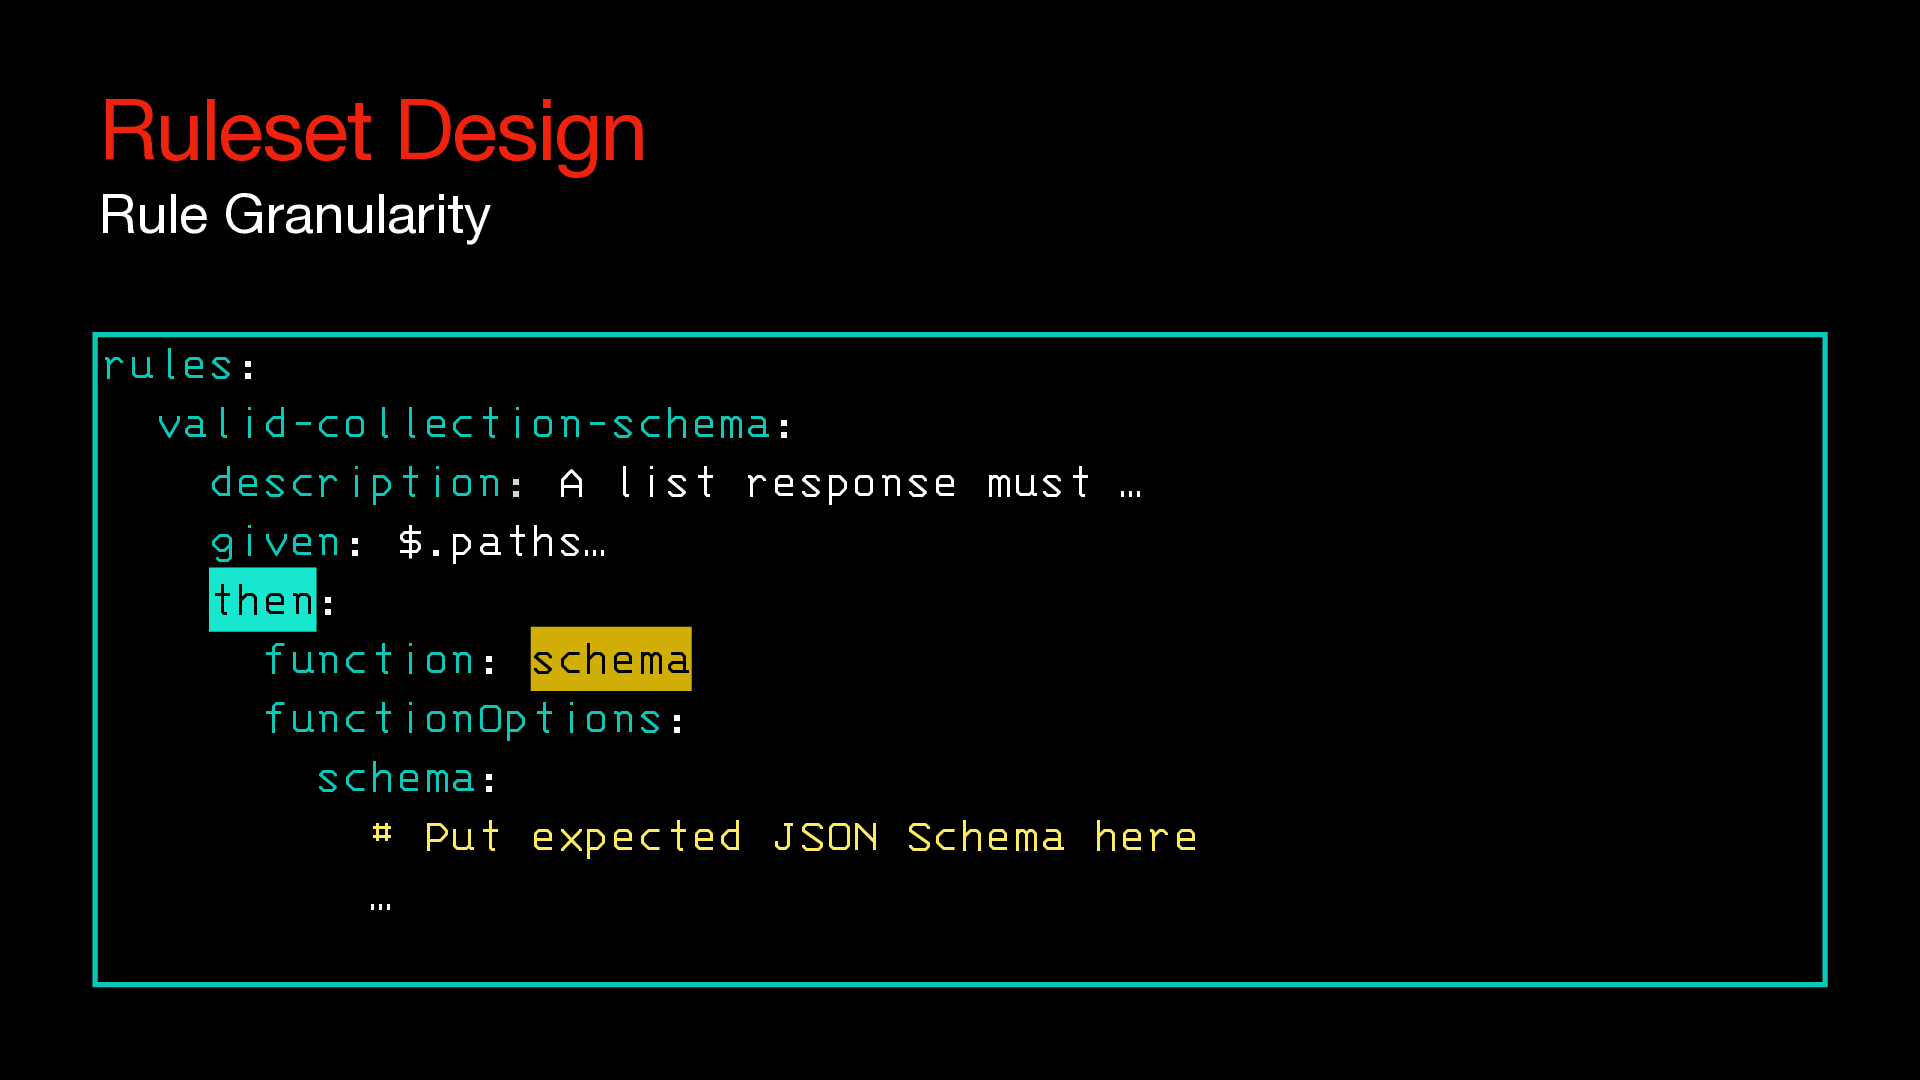 Ruleset Design
Rule Granularity
rules:
  valid-collection-schema:
    description: A list response must …
    given: $.paths…
    then:
      function: schema
      functionOptions:
        schema:
          # Put expected JSON Schema here
          …